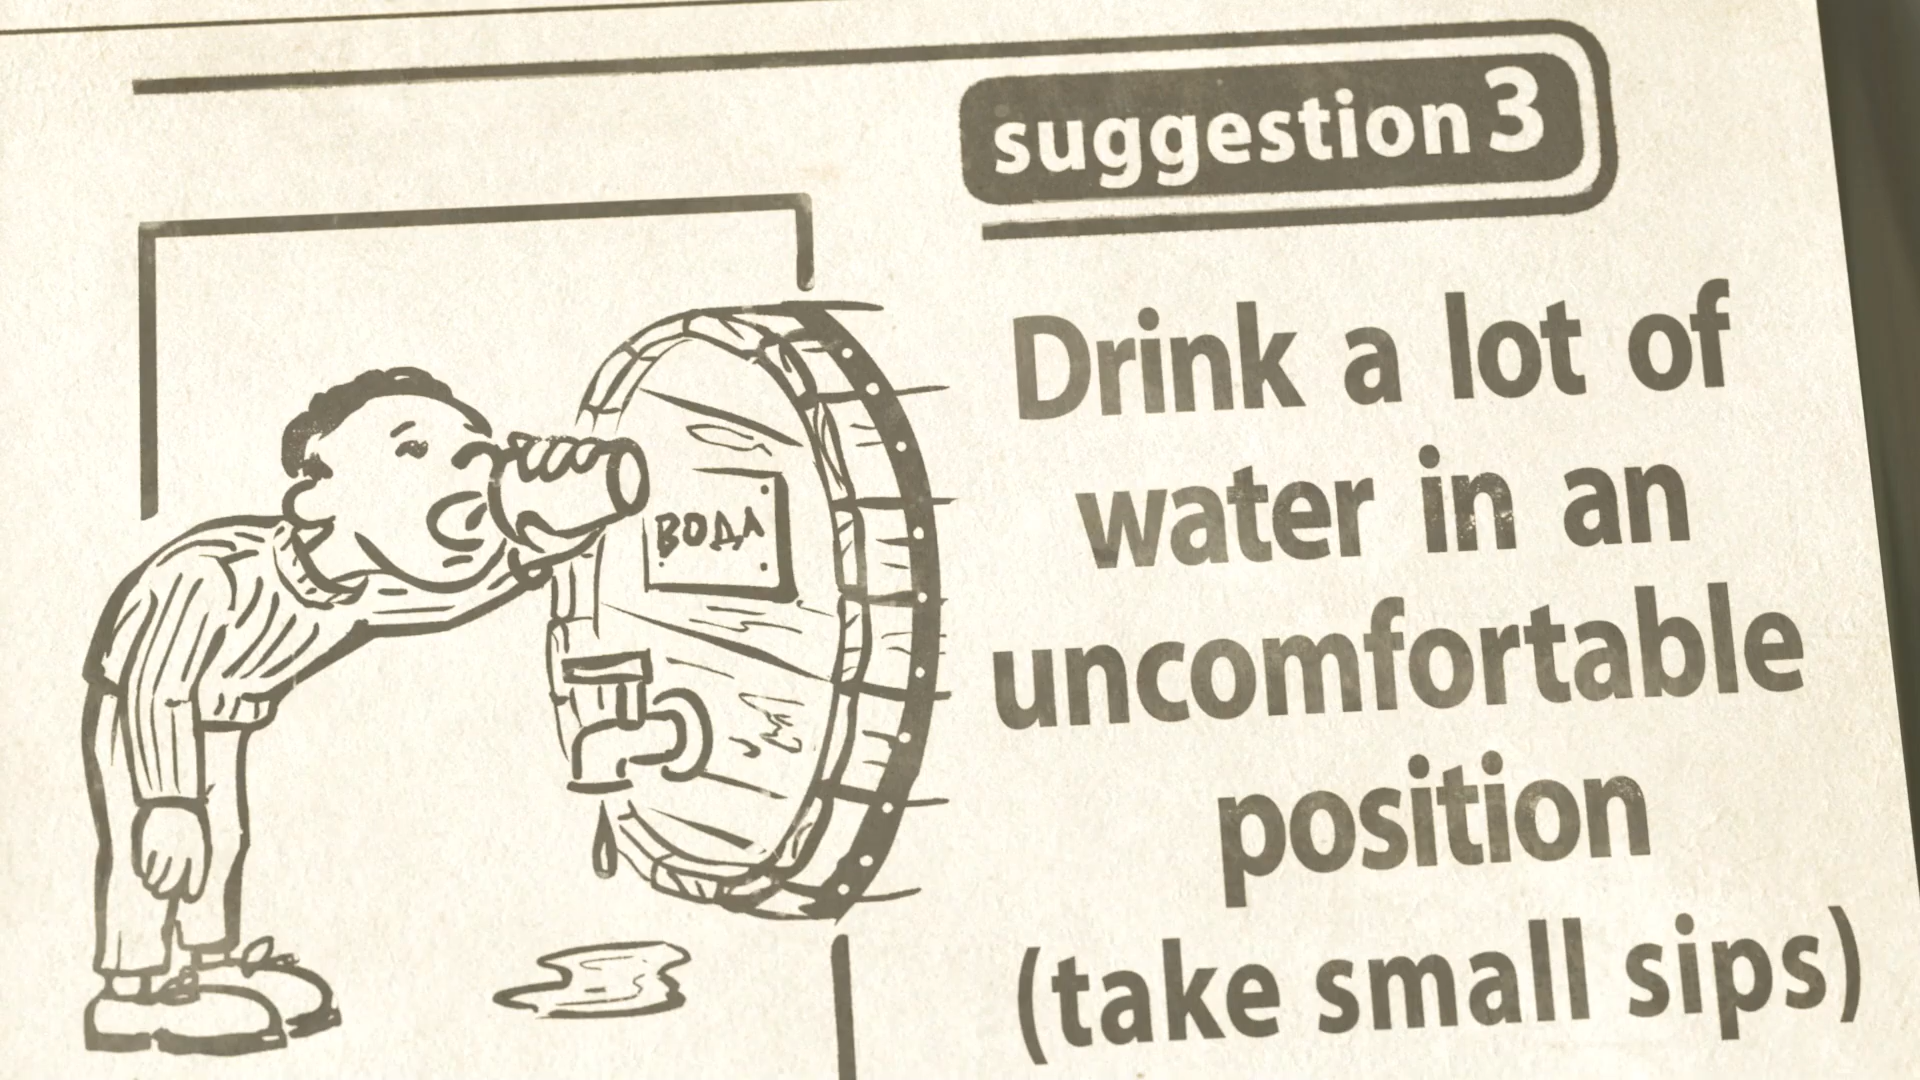 suggestion 3
Drink a lot of
water in an
uncomfortable
position
(take small sips)
ВОДА